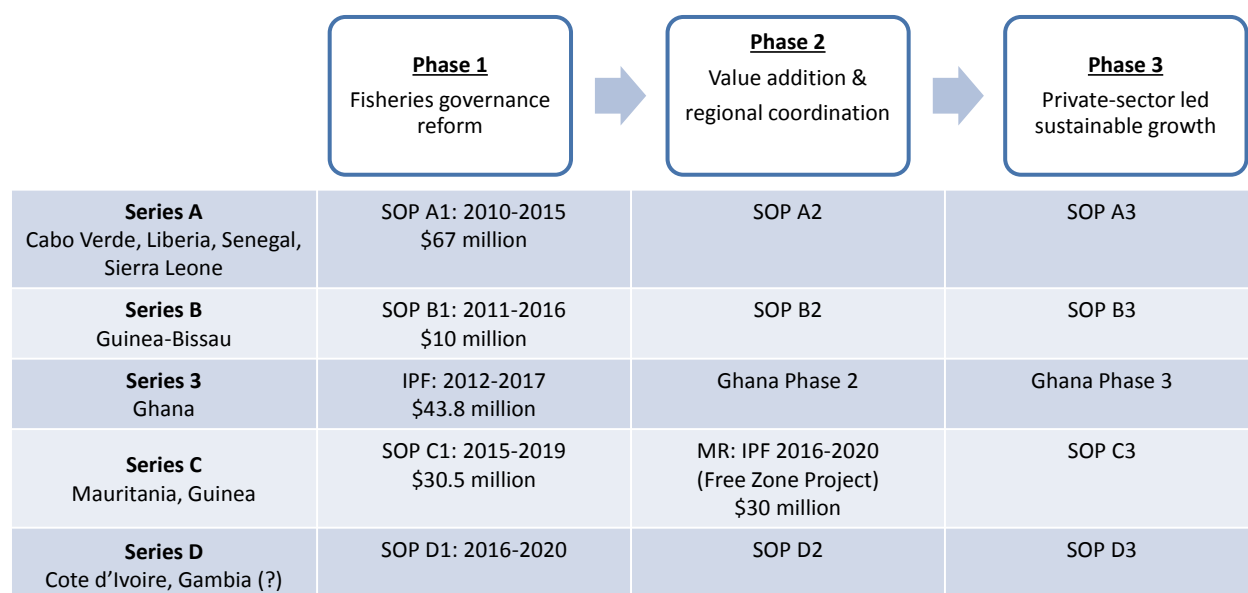 Phase 1
Fisheries governance
reform
Phase 2
Value addition &
regional coordination
Phase 3
Private-sector led
sustainable growth
Series A
Cabo Verde, Liberia, Senegal,
Sierra Leone
SOP A1: 2010-2015
$67 million
SOP A2
SOP A3
Series B
Guinea-Bissau
SOP B1: 2011-2016
$10 million
SOP B2
SOP B3
Series 3
Ghana
IPF: 2012-2017
$43.8 million
Ghana Phase 2
Ghana Phase 3
Series C
Mauritania, Guinea
SOP C1: 2015-2019
$30.5 million
MR: IPF 2016-2020
(Free Zone Project)
$30 million
SOP C3
Series D
Cote d’Ivoire, Gambia (?)
SOP D1: 2016-2020
SOP D2
SOP D3